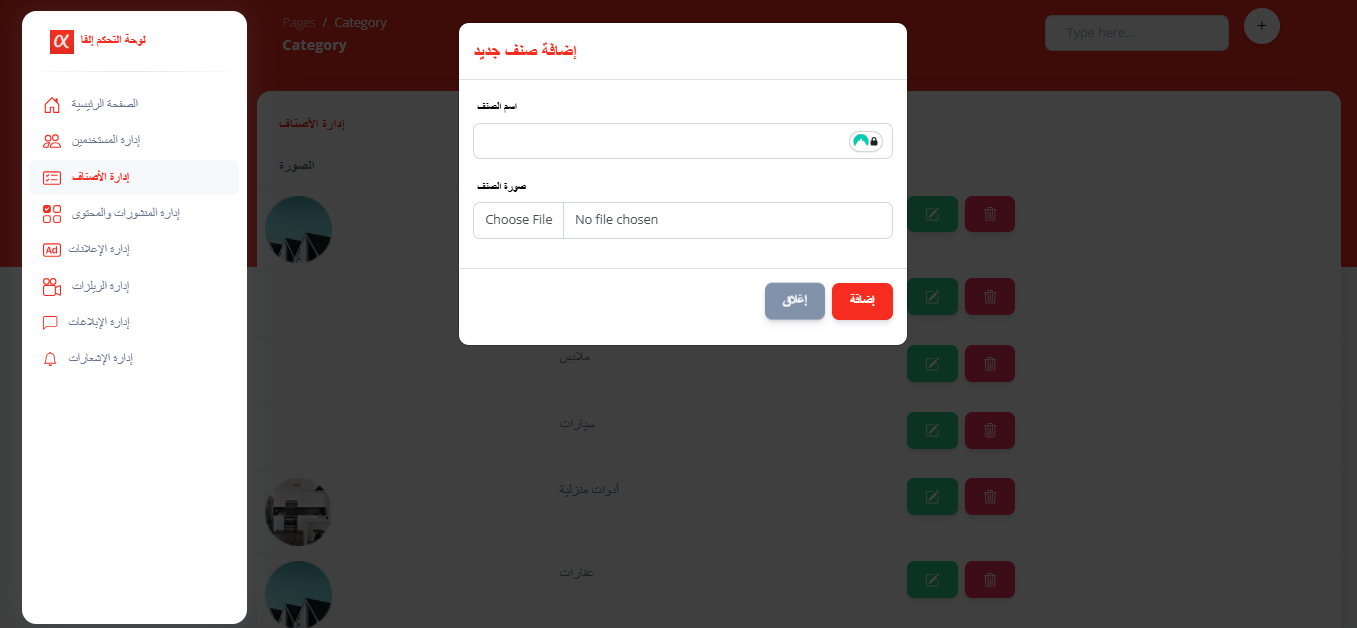 لوحة التحكم إلفا
الصفحة الرئيسية
إدارة المستخدمين
إدارة الأصناف
إدارة المنشورات والمحتوى
Ad إدارة الإعلانات
إدارة الريلزات
إدارة الإبلاغات
إدارة الإشعارات
Pages / Category
Category
Type here...
+
إدارة الأصناف
الصورة
إضافة صنف جديد
اسم الصنف
صورة الصنف
Choose File No file chosen
إغلاق إضافة
ملابس
سيارات
أدوات منزلية
عقارات